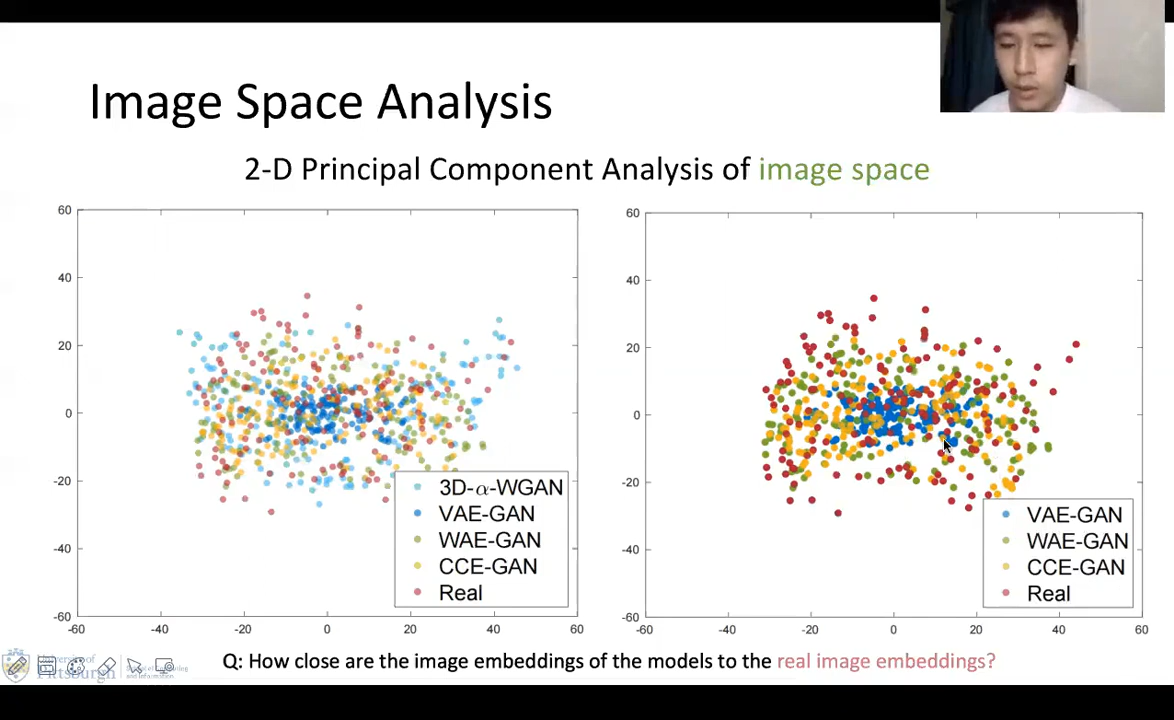 Image Space Analysis
2-D Principal Component Analysis of image space
60
40
20
0
-20
-40
-60
-60 -40 -20 0 20 40 60
3D-α-WGAN
VAE-GAN
WAE-GAN
CCE-GAN
Real
60
40
20
0
-20
-40
-60
-60 -40 -20 0 20 40 60
VAE-GAN
WAE-GAN
CCE-GAN
Real
Q: How close are the image embeddings of the models to the real image embeddings?
University of
Pittsburgh